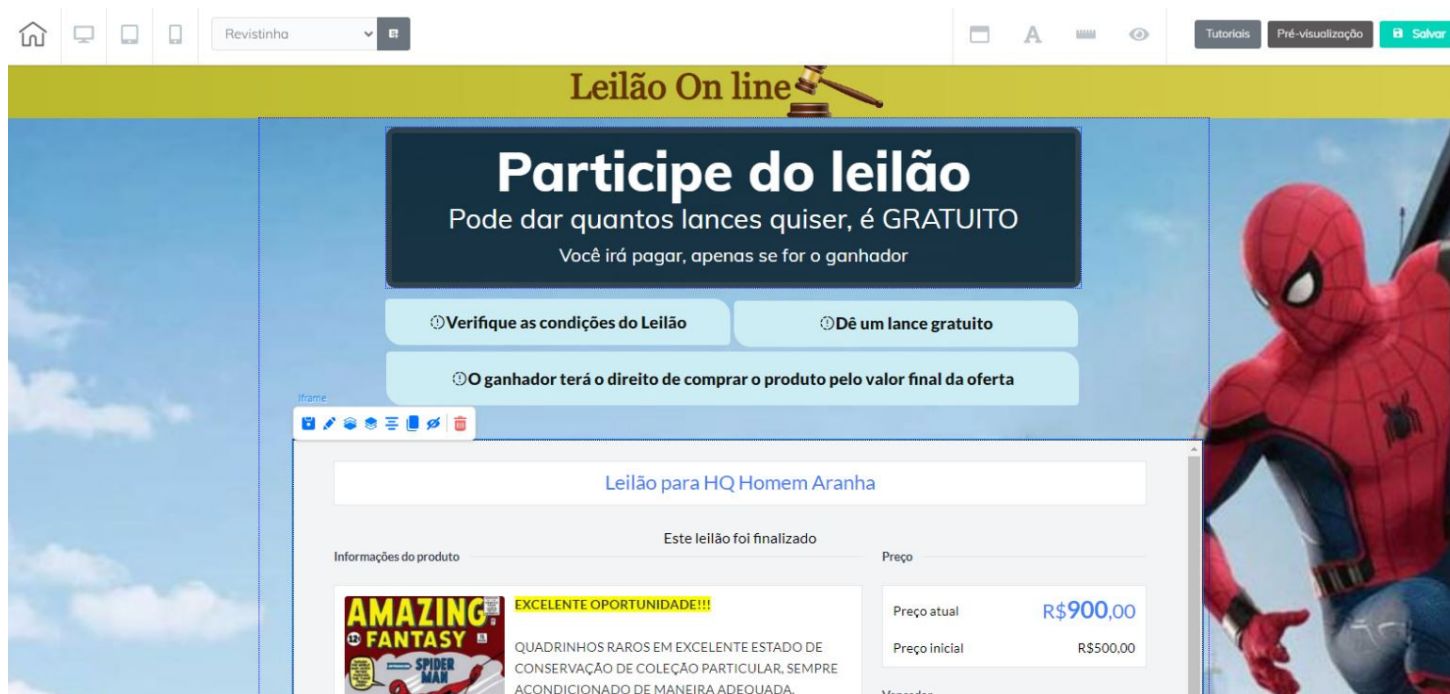 Revistinha
Tutoriais
Pré-visualização
Salvar
Leilão On line
Participe do leilão
Pode dar quantos lances quiser, é GRATUITO
Você irá pagar, apenas se for o ganhador
Verifique as condições do Leilão
Dê um lance gratuito
O ganhador terá o direito de comprar o produto pelo valor final da oferta
Iframe
Leilão para HQ Homem Aranha
Este leilão foi finalizado
Informações do produto
Preço
AMAZING
FANTASY
SPIDER
MAN
EXCELENTE OPORTUNIDADE!!!
QUADRINHOS RAROS EM EXCELENTE ESTADO DE
CONSERVAÇÃO DE COLEÇÃO PARTICULAR, SEMPRE
ACONDICIONADO DE MANEIRA ADEQUADA.
Preço atual R$900,00
Preço inicial R$500,00
Vencedor